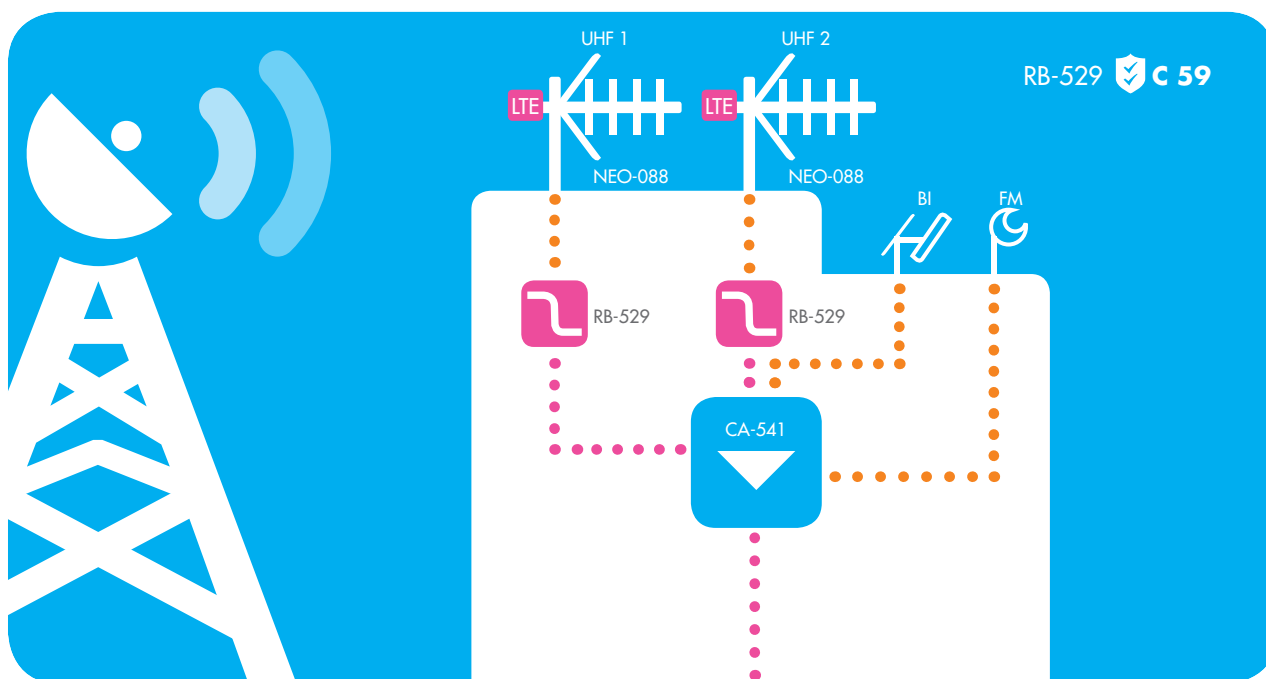 UHF 1
UHF 2
RB-529 C 59
LTE
LTE
NEO-088
NEO-088
BI
FM
RB-529
RB-529
CA-541